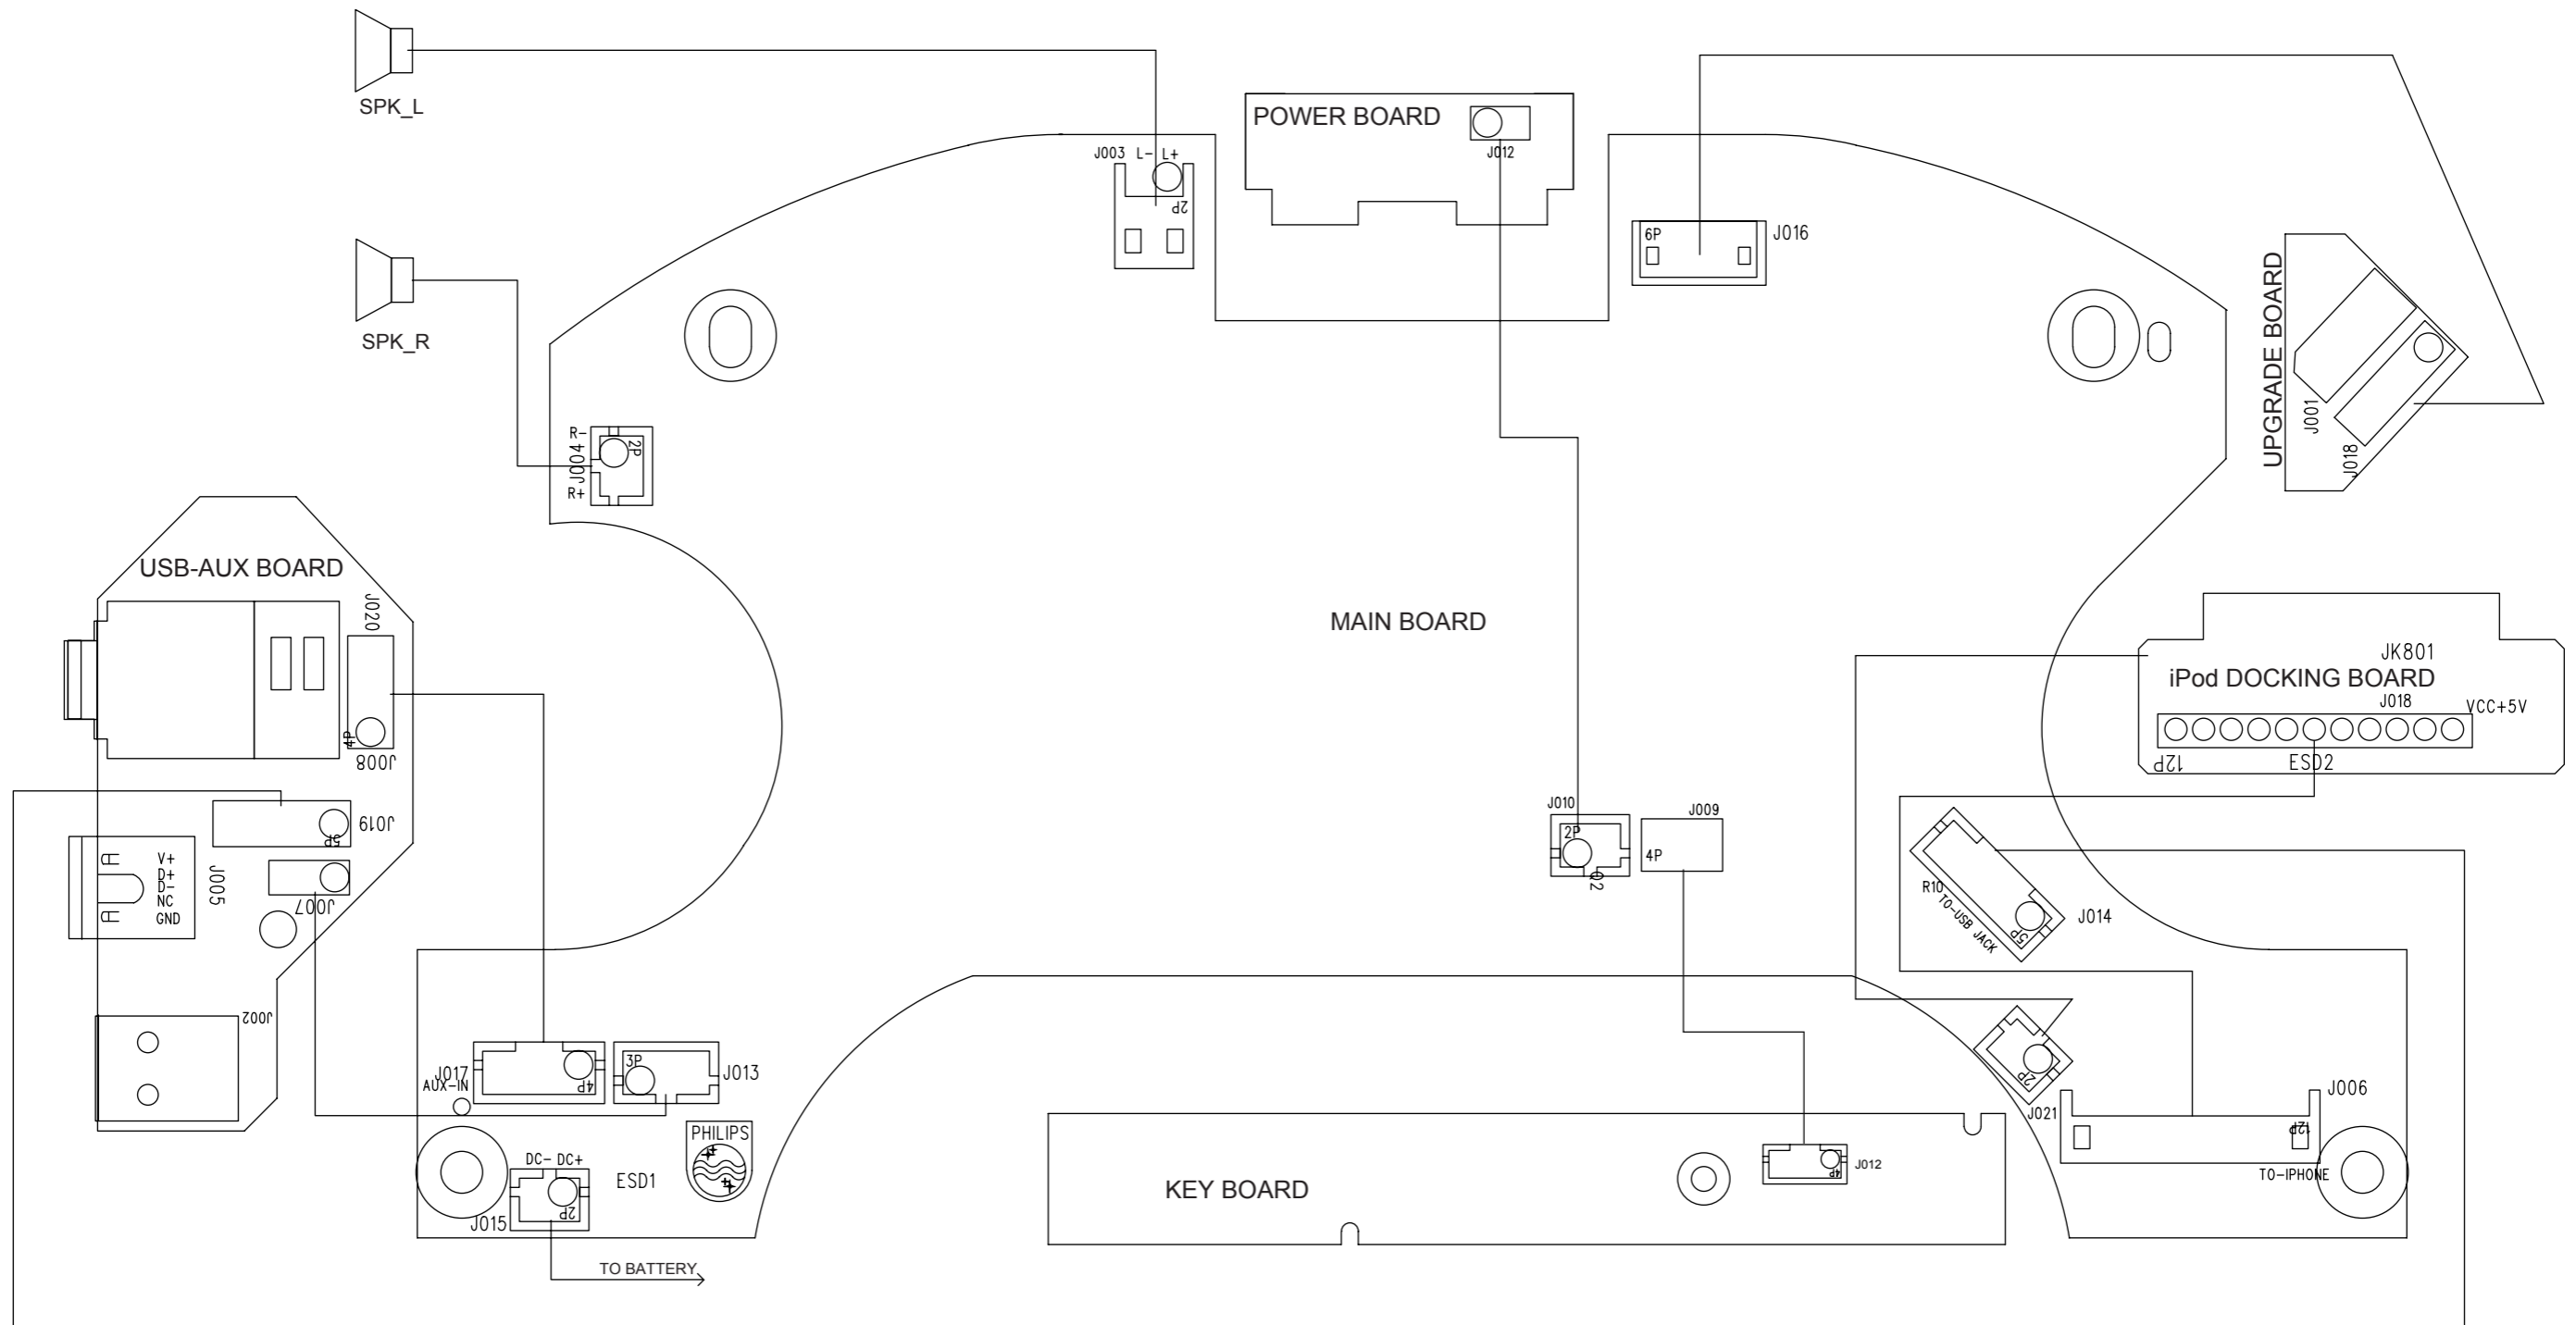 SPK_L
POWER BOARD
J012
J003 L- L+
2P
6P
J016
SPK_R
UPGRADE BOARD
J001
J018
R-
J004
2P
R+
USB-AUX BOARD
J020
4P
J008
MAIN BOARD
JK801
iPod DOCKING BOARD
J018
VCC+5V
12P
ESD2
J019
5P
V+
D+
D-
NC
GND
J005
J007
J010
2P
Q2
J009
4P
R10
TO-USB JACK
5P
J014
J002
J017
AUX-IN
4P
3P
J013
2P
J021
J006
12P
TO-IPHONE
PHILIPS
DC- DC+
ESD1
2P
J015
KEY BOARD
4P
J012
TO BATTERY